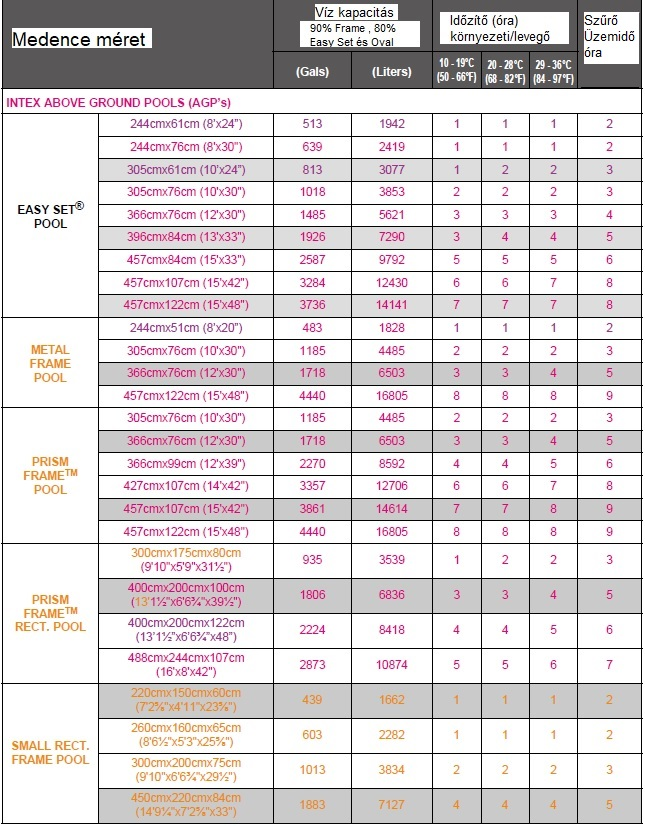 Medence méret
Víz kapacitás
90% Frame , 80%
Easy Set és Oval
Időzítő (óra)
környezeti/levegő
Szűrő
Üzemidő
óra
(Gals) (Liters) 10 - 19°C (50 - 66°F) 20 - 28°C (68 - 82°F) 29 - 36°C (84 - 97°F)
INTEX ABOVE GROUND POOLS (AGP's)
EASY SET® POOL
244cmx61cm (8'x24") 513 1942 1 1 1 2
244cmx76cm (8'x30") 639 2419 1 1 1 2
305cmx61cm (10'x24") 813 3077 1 2 2 3
305cmx76cm (10'x30") 1018 3853 2 2 2 3
366cmx76cm (12'x30") 1485 5621 3 3 3 4
396cmx84cm (13'x33") 1926 7290 3 4 4 5
457cmx84cm (15'x33") 2587 9792 5 5 5 6
457cmx107cm (15'x42") 3284 12430 6 6 7 8
457cmx122cm (15'x48") 3736 14141 7 7 7 8
METAL FRAME POOL
244cmx51cm (8'x20") 483 1828 1 1 1 2
305cmx76cm (10'x30") 1185 4485 2 2 2 3
366cmx76cm (12'x30") 1718 6503 3 3 4 5
457cmx122cm (15'x48") 4440 16805 8 8 8 9
PRISM FRAME™ POOL
305cmx76cm (10'x30") 1185 4485 2 2 2 3
366cmx76cm (12'x30") 1718 6503 3 3 4 5
366cmx99cm (12'x39") 2270 8592 4 4 5 6
427cmx107cm (14'x42") 3357 12706 6 6 7 8
457cmx107cm (15'x42") 3861 14614 7 7 8 9
457cmx122cm (15'x48") 4440 16805 8 8 8 9
PRISM FRAME™ RECT. POOL
300cmx175cmx80cm
(9'10"x5'9"x31½") 935 3539 1 2 2 3
400cmx200cmx100cm
(13'1½"x6'6¾"x39½") 1806 6836 3 3 4 5
400cmx200cmx122cm
(13'1½"x6'6¾"x48") 2224 8418 4 4 5 6
488cmx244cmx107cm
(16'x8'x42") 2873 10874 5 5 6 7
SMALL RECT. FRAME POOL
220cmx150cmx60cm
(7'2⅝"x4'11"x23⅝") 439 1662 1 1 1 2
260cmx160cmx65cm
(8'6½"x5'3"x25⅝") 603 2282 1 1 1 2
300cmx200cmx75cm
(9'10"x6'6¾"x29½") 1013 3834 2 2 2 3
450cmx220cmx84cm
(14'9¼"x7'2⅝"x33") 1883 7127 4 4 4 5